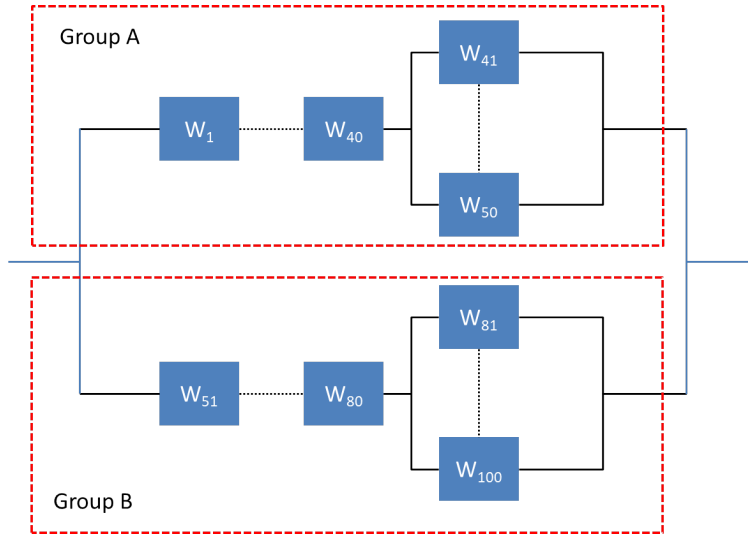 Group A
W₄₁
W₁ W₄₀
W₅₀
W₈₁
W₅₁ W₈₀
W₁₀₀
Group B